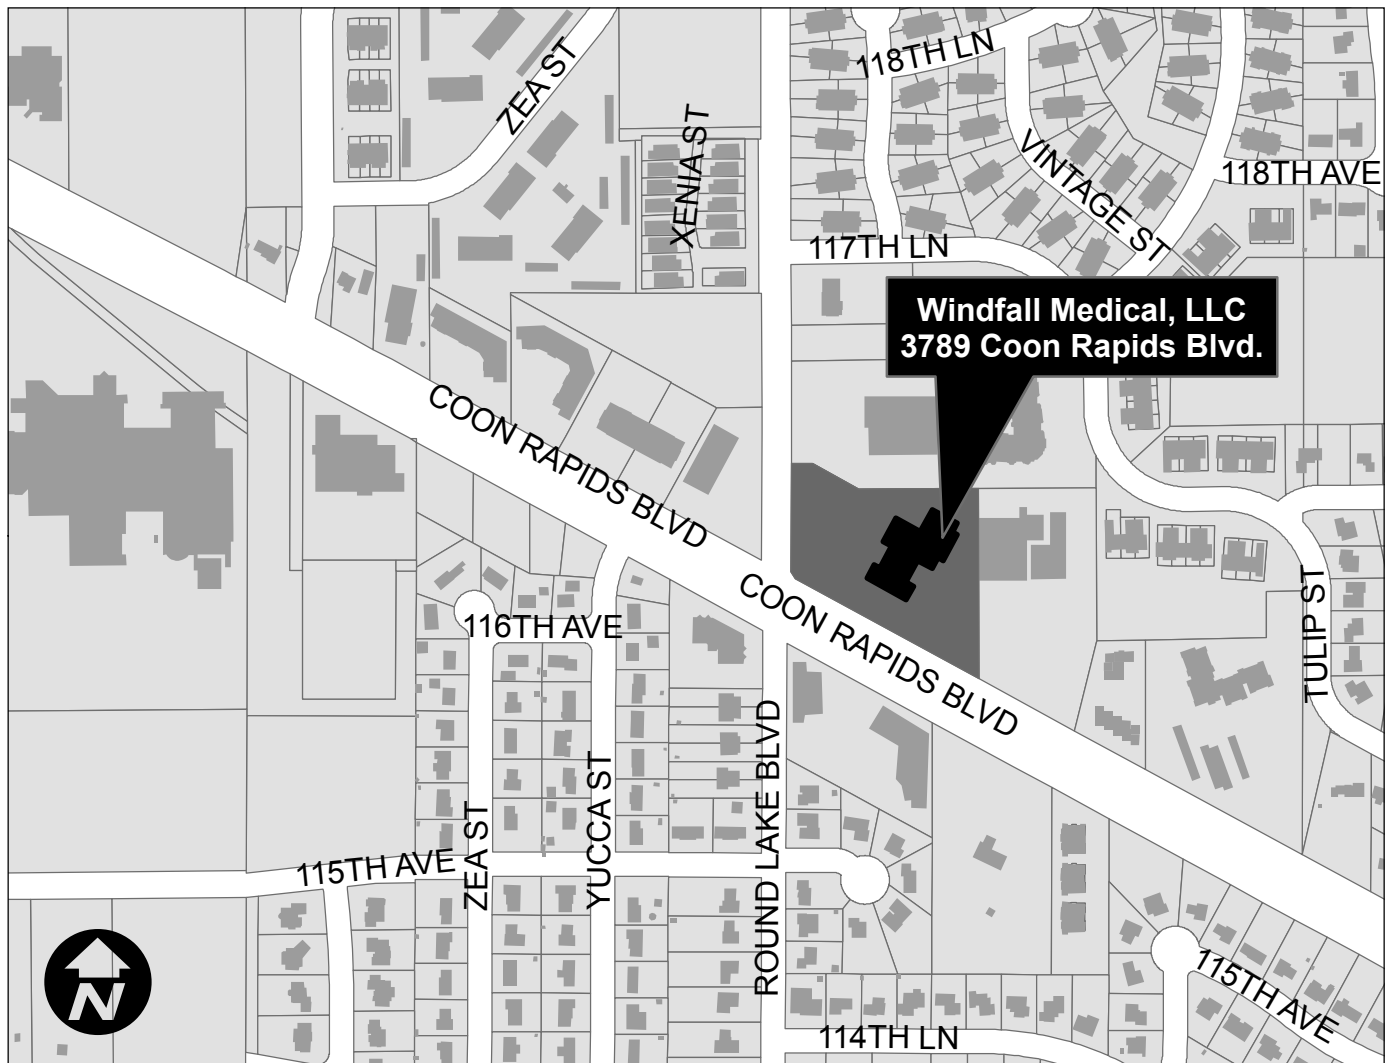 118TH LN
ZEA ST
XENIA ST
VINTAGE ST
118TH AVE
117TH LN
Windfall Medical, LLC
3789 Coon Rapids Blvd.
COON RAPIDS BLVD
COON RAPIDS BLVD
116TH AVE
TULIP ST
ROUND LAKE BLVD
YUCCA ST
ZEA ST
115TH AVE
115TH AVE
N
114TH LN